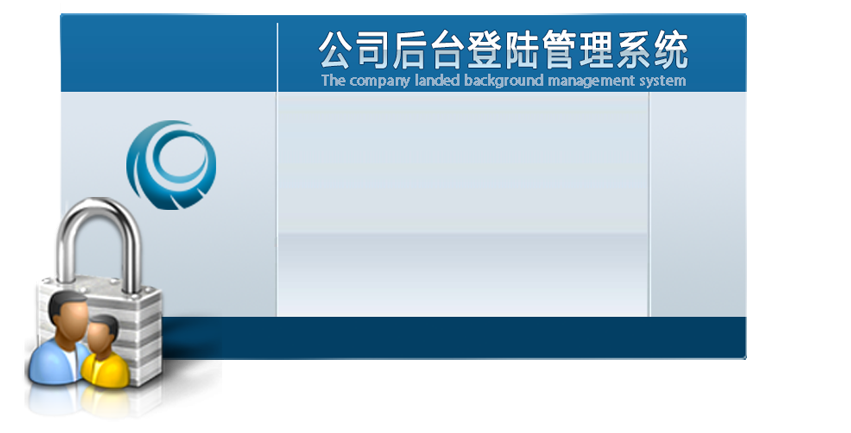 公司后台登陆管理系统
The company landed background management system